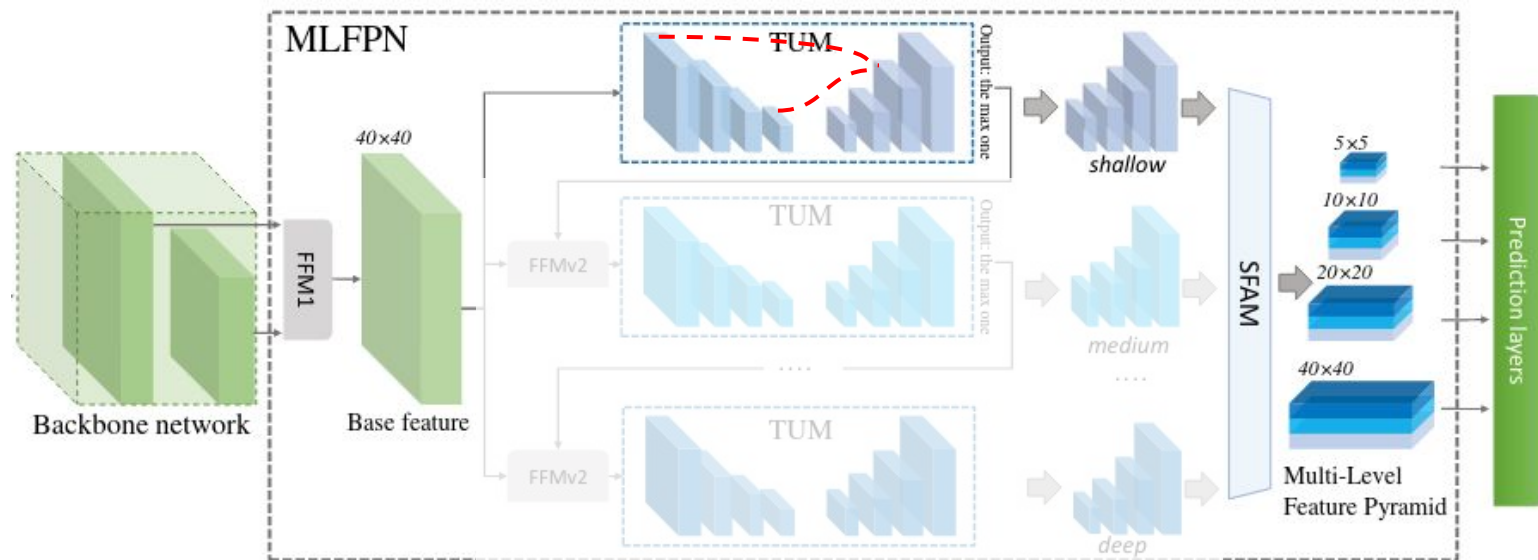 MLFPN
TUM
Output: the max one
40×40
shallow
5×5
10×10
TUM
Output: the max one
FFM1
FFMv2
SFAM
20×20
Prediction layers
medium
40×40
....
....
Backbone network
Base feature
TUM
FFMv2
Multi-Level
Feature Pyramid
deep